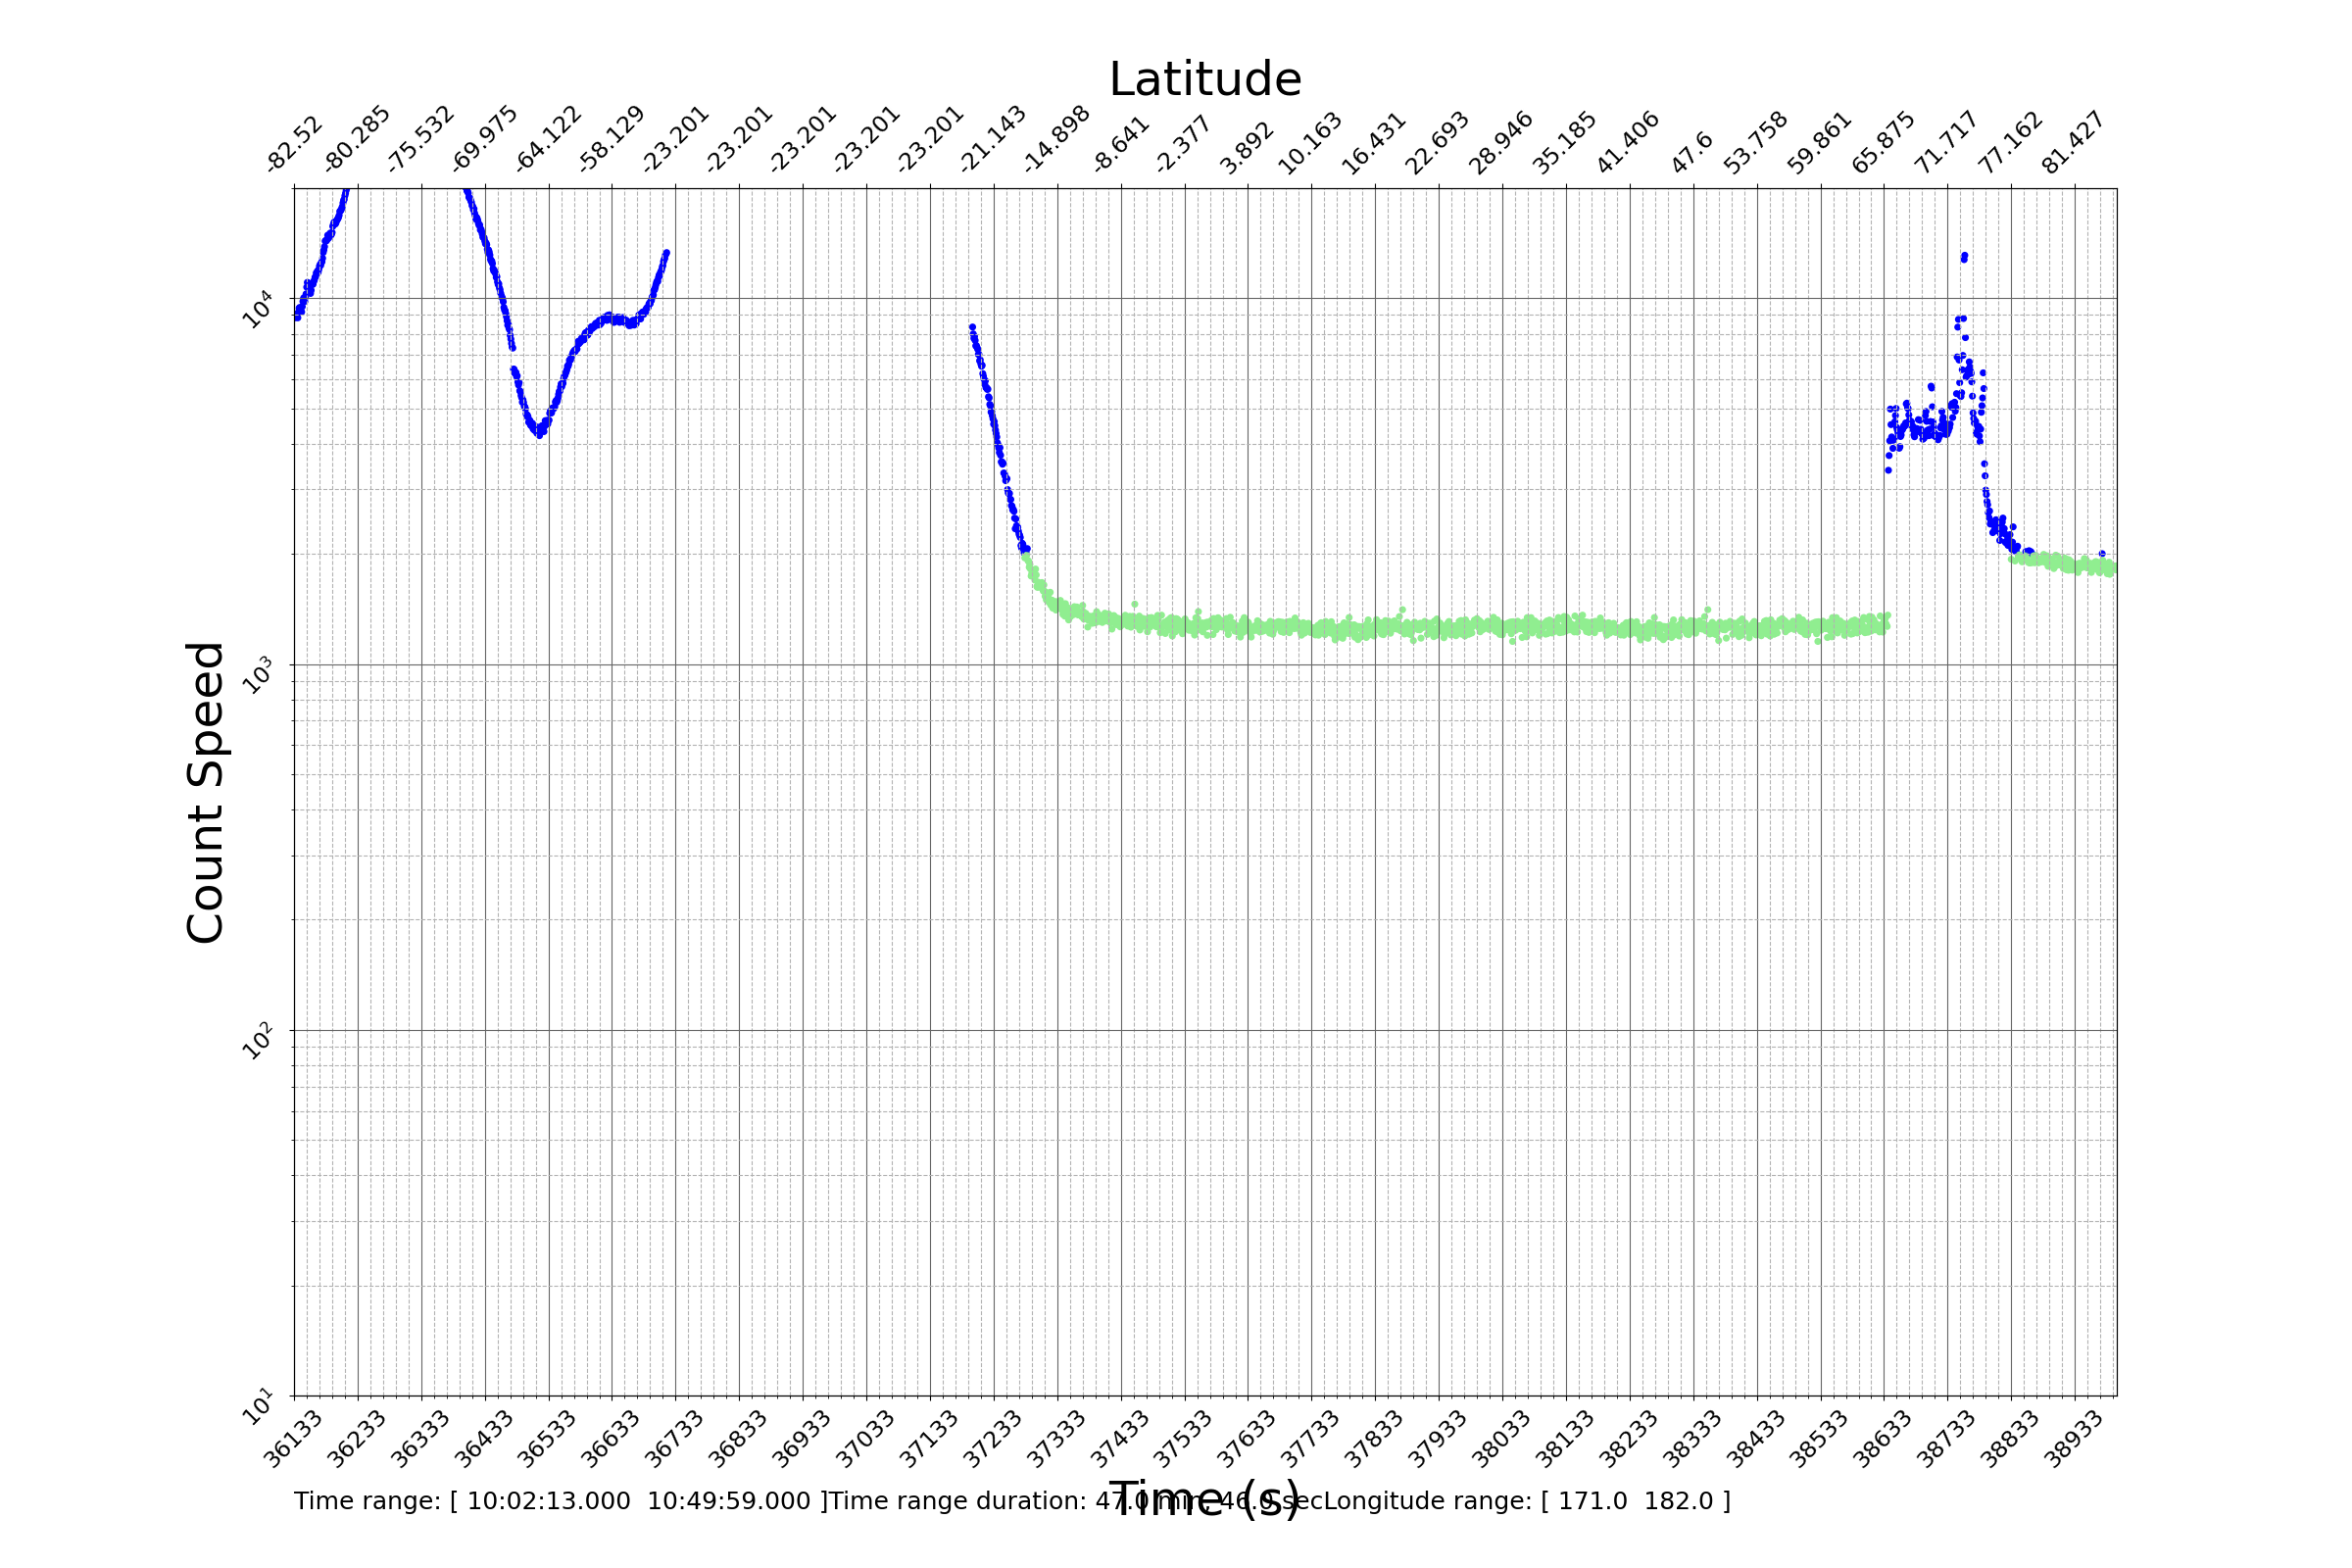 Latitude
-82.52 -80.285 -75.532 -69.975 -64.122 -58.129 -23.201 -23.201 -23.201 -23.201 -23.201 -21.143 -14.898 -8.641 -2.377 3.892 10.163 16.431 22.693 28.946 35.185 41.406 47.6 53.758 59.861 65.875 71.717 77.162 81.427
10⁴
10³
Count Speed
10²
10¹
36133 36233 36333 36433 36533 36633 36733 36833 36933 37033 37133 37233 37333 37433 37533 37633 37733 37833 37933 38033 38133 38233 38333 38433 38533 38633 38733 38833 38933
Time (s)
Time range: [ 10:02:13.000  10:49:59.000 ]Time range duration: 47.0 min, 46.0 secLongitude range: [ 171.0  182.0 ]